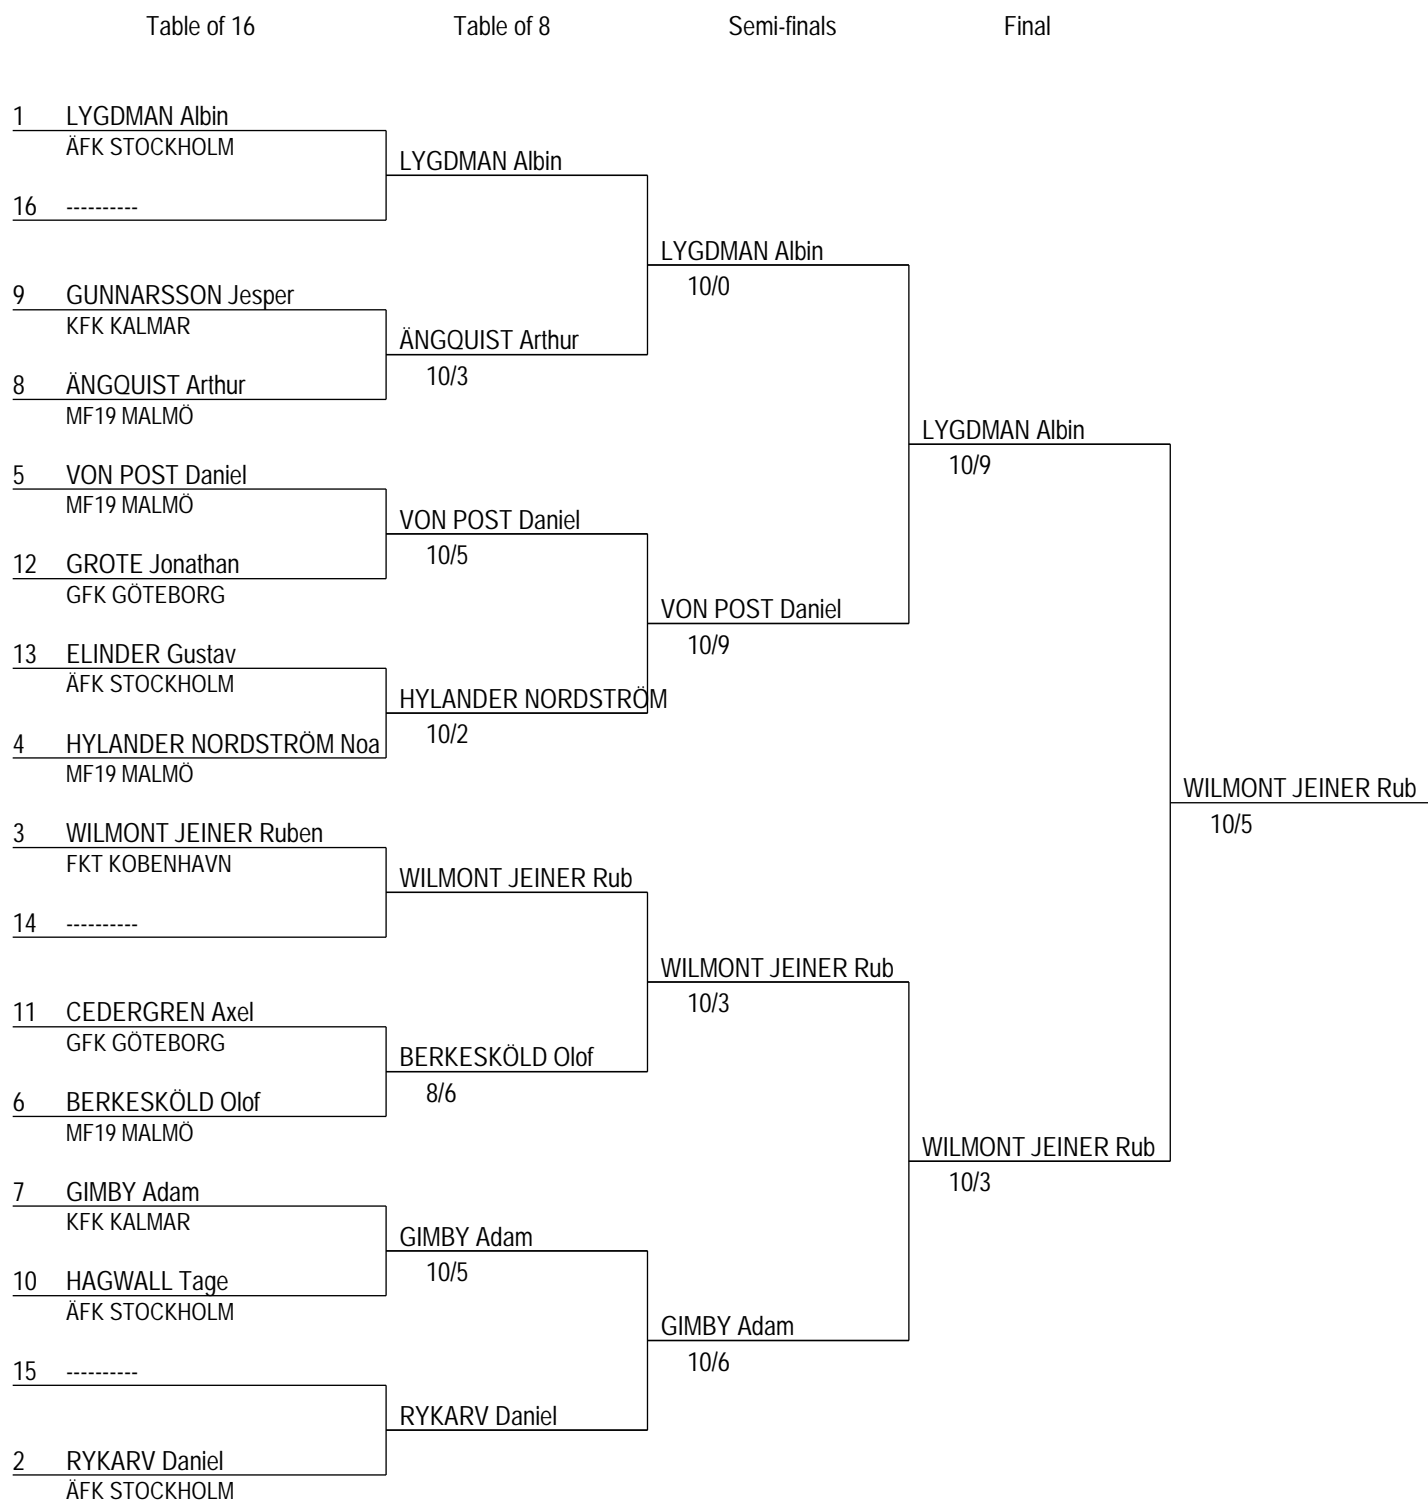 Table of 16 Table of 8 Semi-finals Final
1 LYGDMAN Albin
ÄFK STOCKHOLM
LYGDMAN Albin
16 ----------
LYGDMAN Albin
10/0
9 GUNNARSSON Jesper
KFK KALMAR
ÄNGQUIST Arthur
10/3
8 ÄNGQUIST Arthur
MF19 MALMÖ
LYGDMAN Albin
10/9
5 VON POST Daniel
MF19 MALMÖ
VON POST Daniel
10/5
12 GROTE Jonathan
GFK GÖTEBORG
VON POST Daniel
10/9
13 ELINDER Gustav
ÄFK STOCKHOLM
HYLANDER NORDSTRÖM
10/2
4 HYLANDER NORDSTRÖM Noa
MF19 MALMÖ
WILMONT JEINER Rub
10/5
3 WILMONT JEINER Ruben
FKT KOBENHAVN
WILMONT JEINER Rub
14 ----------
WILMONT JEINER Rub
10/3
11 CEDERGREN Axel
GFK GÖTEBORG
BERKESKÖLD Olof
8/6
6 BERKESKÖLD Olof
MF19 MALMÖ
WILMONT JEINER Rub
10/3
7 GIMBY Adam
KFK KALMAR
GIMBY Adam
10/5
10 HAGWALL Tage
ÄFK STOCKHOLM
GIMBY Adam
10/6
15 ----------
RYKARV Daniel
2 RYKARV Daniel
ÄFK STOCKHOLM